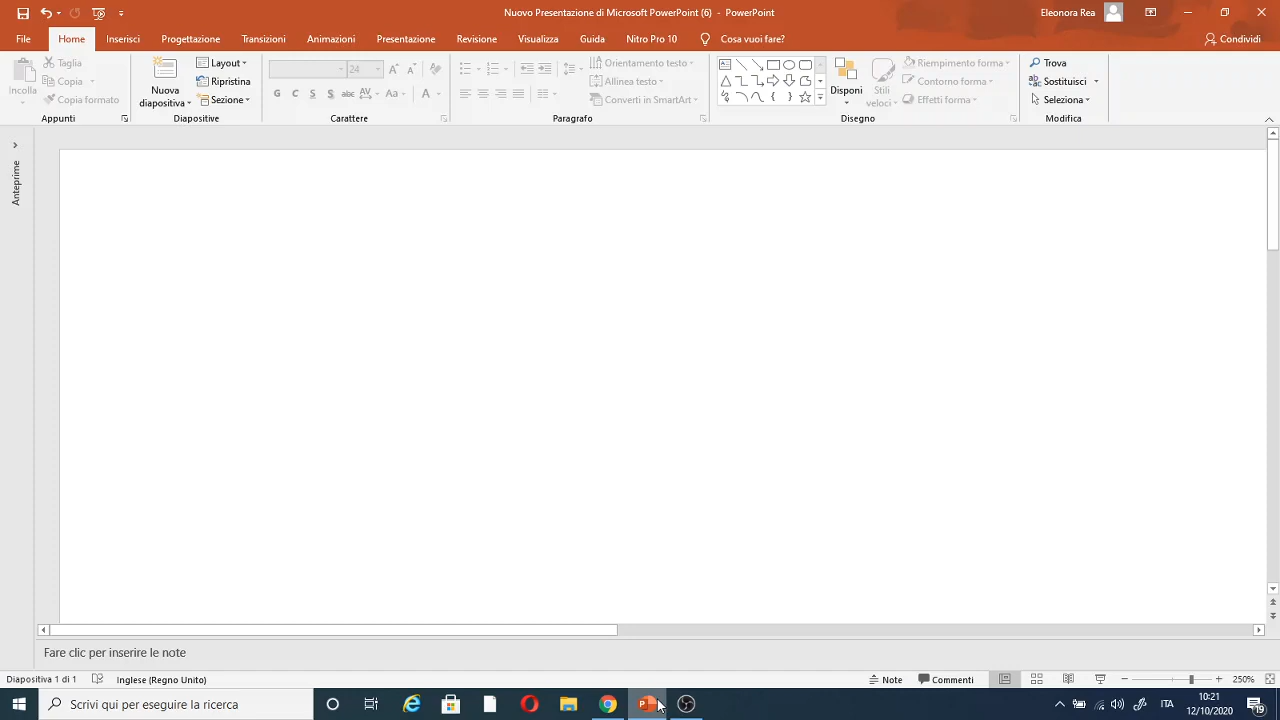 Nuovo Presentazione di Microsoft PowerPoint (6) - PowerPoint
Eleonora Rea
File Home Inserisci Progettazione Transizioni Animazioni Presentazione Revisione Visualizza Guida Nitro Pro 10 Cosa vuoi fare? Condividi
Incolla
Taglia
Copia
Copia formato
Appunti
Nuova
diapositiva
Layout
Ripristina
Sezione
Diapositive
24
G C S S abc AV Aa A
Carattere
Orientamento testo
Allinea testo
Converti in SmartArt
Paragrafo
Disponi
Stili
veloci
Riempimento forma
Contorno forma
Effetti forma
Disegno
Trova
Sostituisci
Seleziona
Modifica
Anteprime
Fare clic per inserire le note
Diapositiva 1 di 1 Inglese (Regno Unito) Note Commenti 250%
Scrivi qui per eseguire la ricerca
ITA
10:21
12/10/2020
19